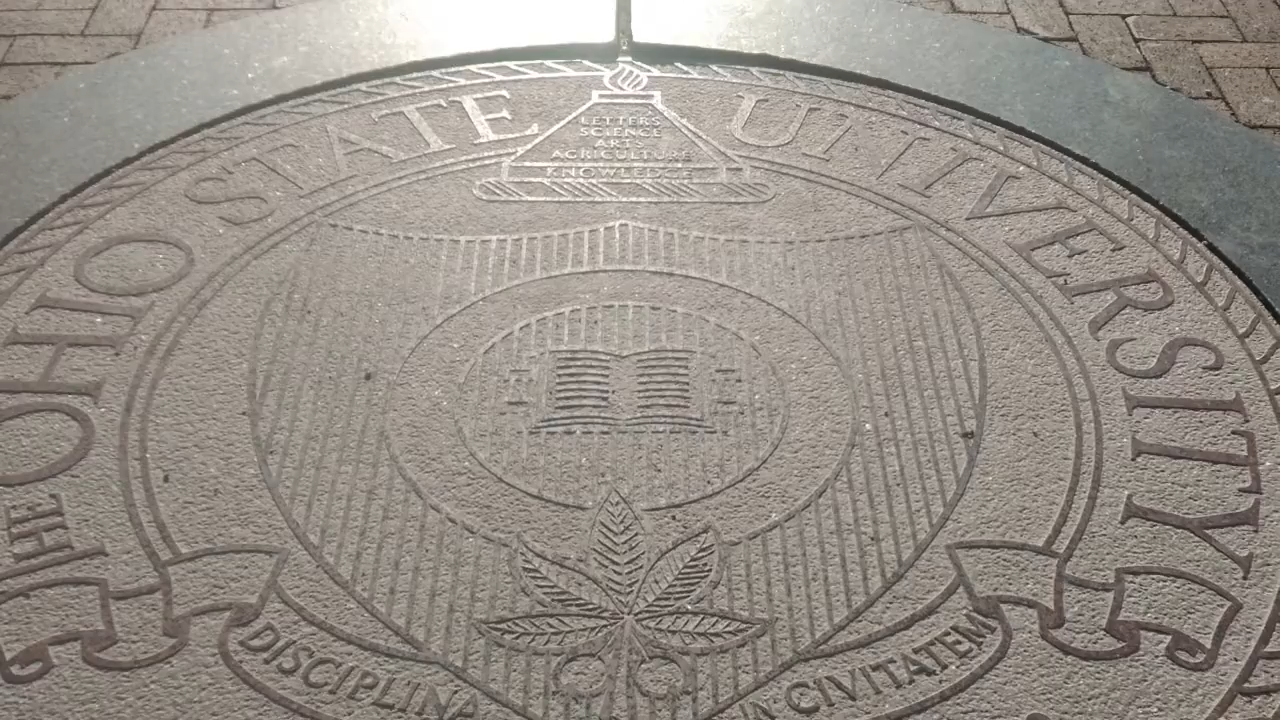 THE OHIO STATE UNIVERSITY
LETTERS
SCIENCE
ARTS
AGRICULTURE
KNOWLEDGE
DISCIPLINA IN CIVITATEM